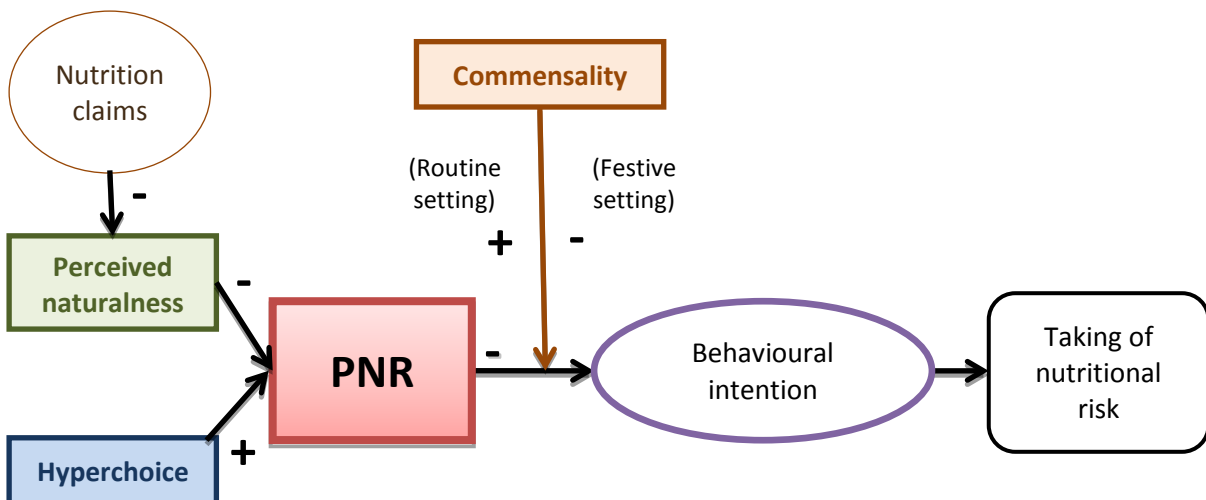 Nutrition
claims
Commensality
(Routine
setting)
(Festive
setting)
-
+
-
Perceived
naturalness
-
PNR
-
Behavioural
intention
Taking of
nutritional
risk
Hyperchoice
+